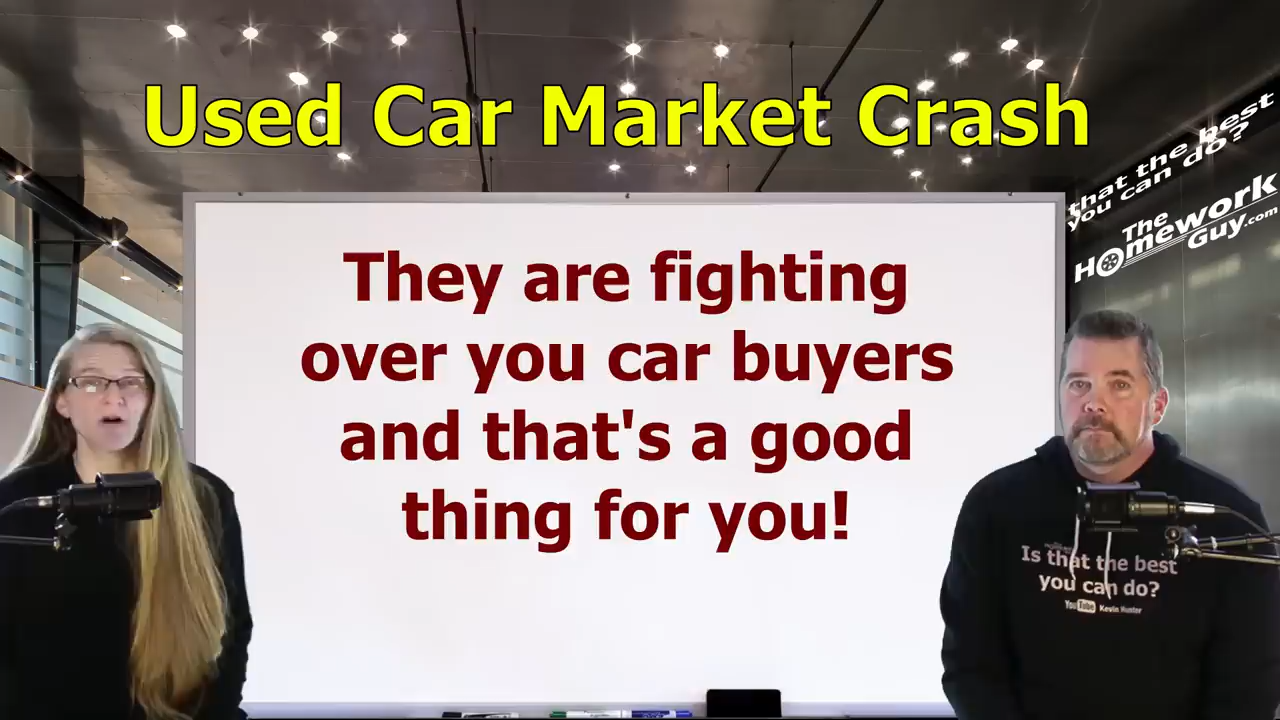 Used Car Market Crash
that the best
you can do?
The
Homework
Guy.com
They are fighting
over you car buyers
and that's a good
thing for you!
Is that the best
you can do?
YouTube Kevin Hunter